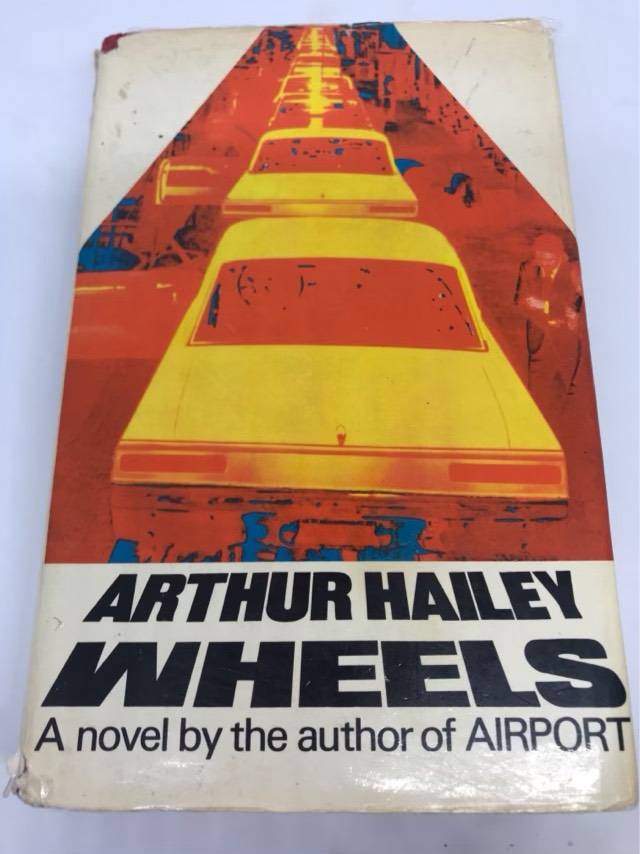 ARTHUR HAILEY
WHEELS
A novel by the author of AIRPORT